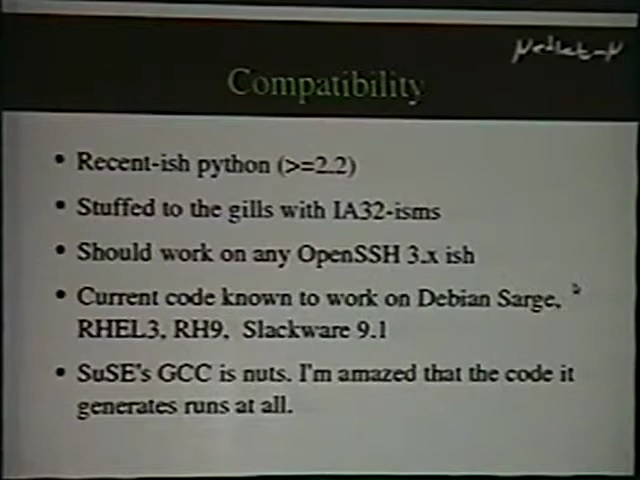 Compatibility
• Recent-ish python (>=2.2)
• Stuffed to the gills with IA32-isms
• Should work on any OpenSSH 3.x ish
• Current code known to work on Debian Sarge,
RHEL3, RH9, Slackware 9.1
• SuSE's GCC is nuts. I'm amazed that the code it
generates runs at all.